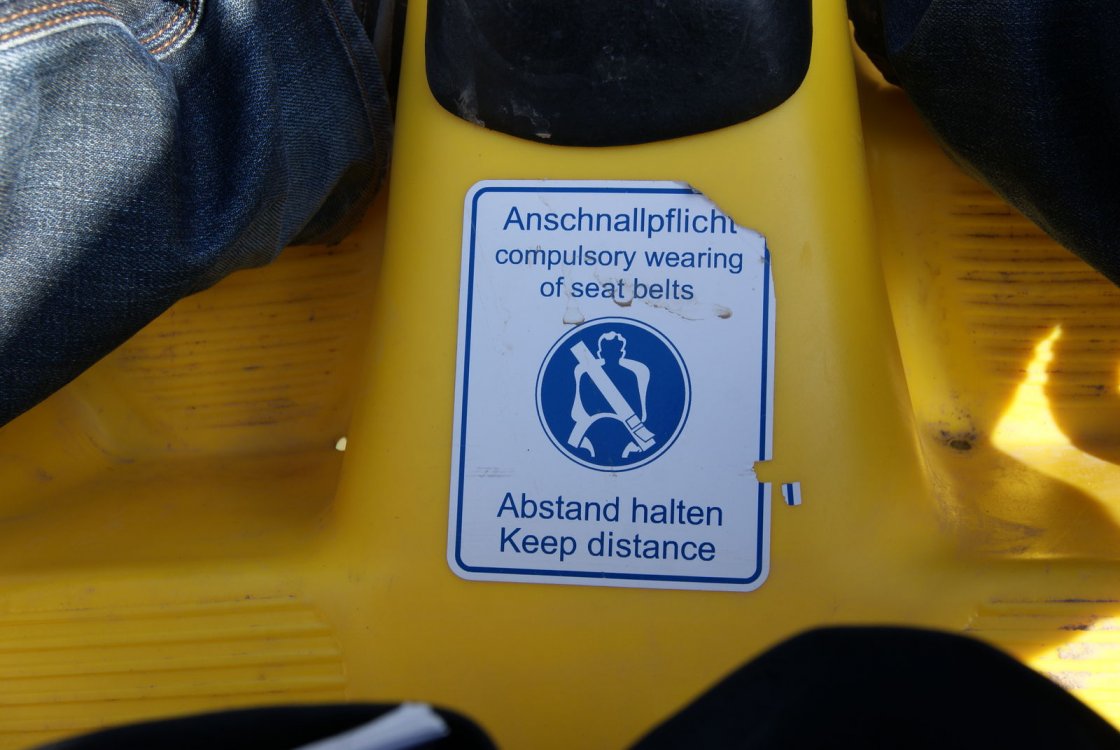 Anschnallpflicht
compulsory wearing
of seat belts
Abstand halten
Keep distance